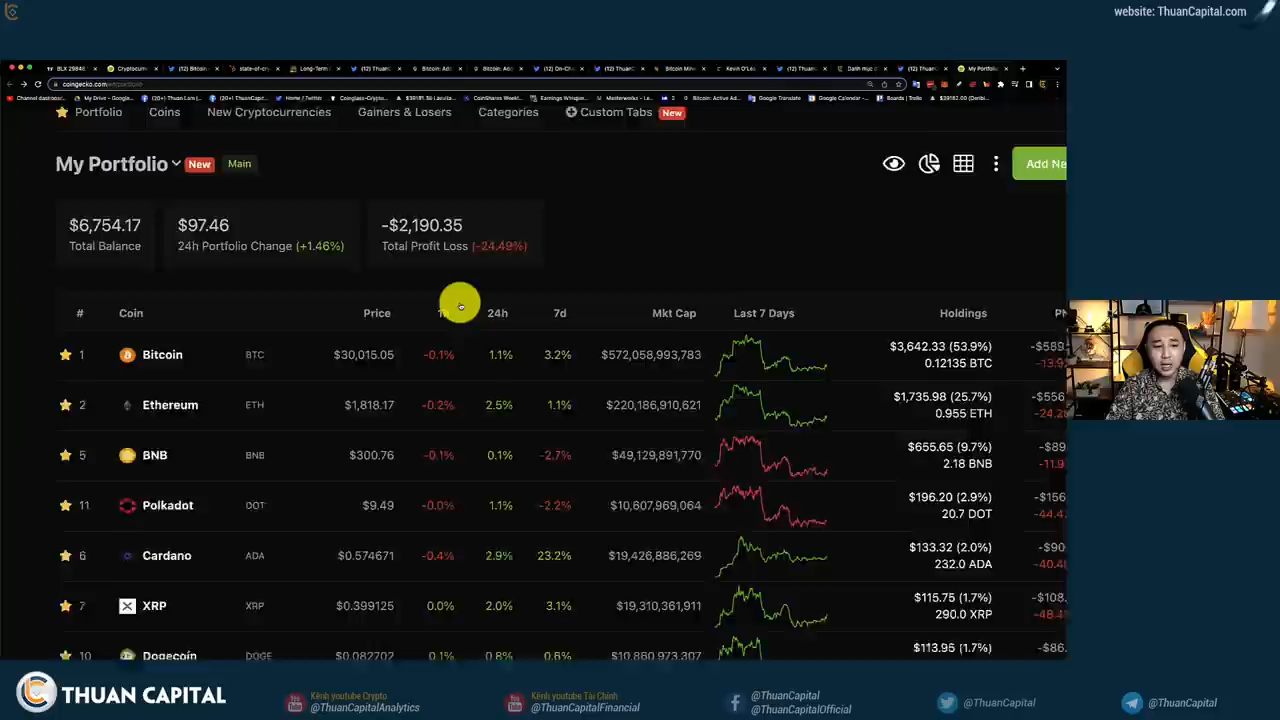 website: ThuanCapital.com
coingecko.com/en/portfolio
Portfolio Coins New Cryptocurrencies Gainers & Losers Categories Custom Tabs New
My Portfolio New Main
Add Ne
$6,754.17 $97.46 -$2,190.35
Total Balance 24h Portfolio Change (+1.46%) Total Profit Loss (-24.49%)
# Coin Price 24h 7d Mkt Cap Last 7 Days Holdings
1 Bitcoin BTC $30,015.05 -0.1% 1.1% 3.2% $572,058,993,783 $3,642.33 (53.9%)
0.12135 BTC
2 Ethereum ETH $1,818.17 -0.2% 2.5% 1.1% $220,186,910,621 $1,735.98 (25.7%)
0.955 ETH
5 BNB BNB $300.76 -0.1% 0.1% -2.7% $49,129,891,770 $655.65 (9.7%)
2.18 BNB
11 Polkadot DOT $9.49 -0.0% 1.1% -2.2% $10,607,969,064 $196.20 (2.9%)
20.7 DOT
6 Cardano ADA $0.574671 -0.4% 2.9% 23.2% $19,426,886,269 $133.32 (2.0%)
232.0 ADA
7 XRP XRP $0.399125 0.0% 2.0% 3.1% $19,310,361,911 $115.75 (1.7%)
290.0 XRP
10 Dogecoin DOGE $0.082702 0.1% 0.8% 0.6% $10,860,973,307 $113.95 (1.7%)
THUAN CAPITAL
Kênh youtube Crypto
@ThuanCapitalAnalytics
Kênh youtube Tài Chính
@ThuanCapitalFinancial
@ThuanCapital
@ThuanCapitalOfficial
@ThuanCapital
@ThuanCapital